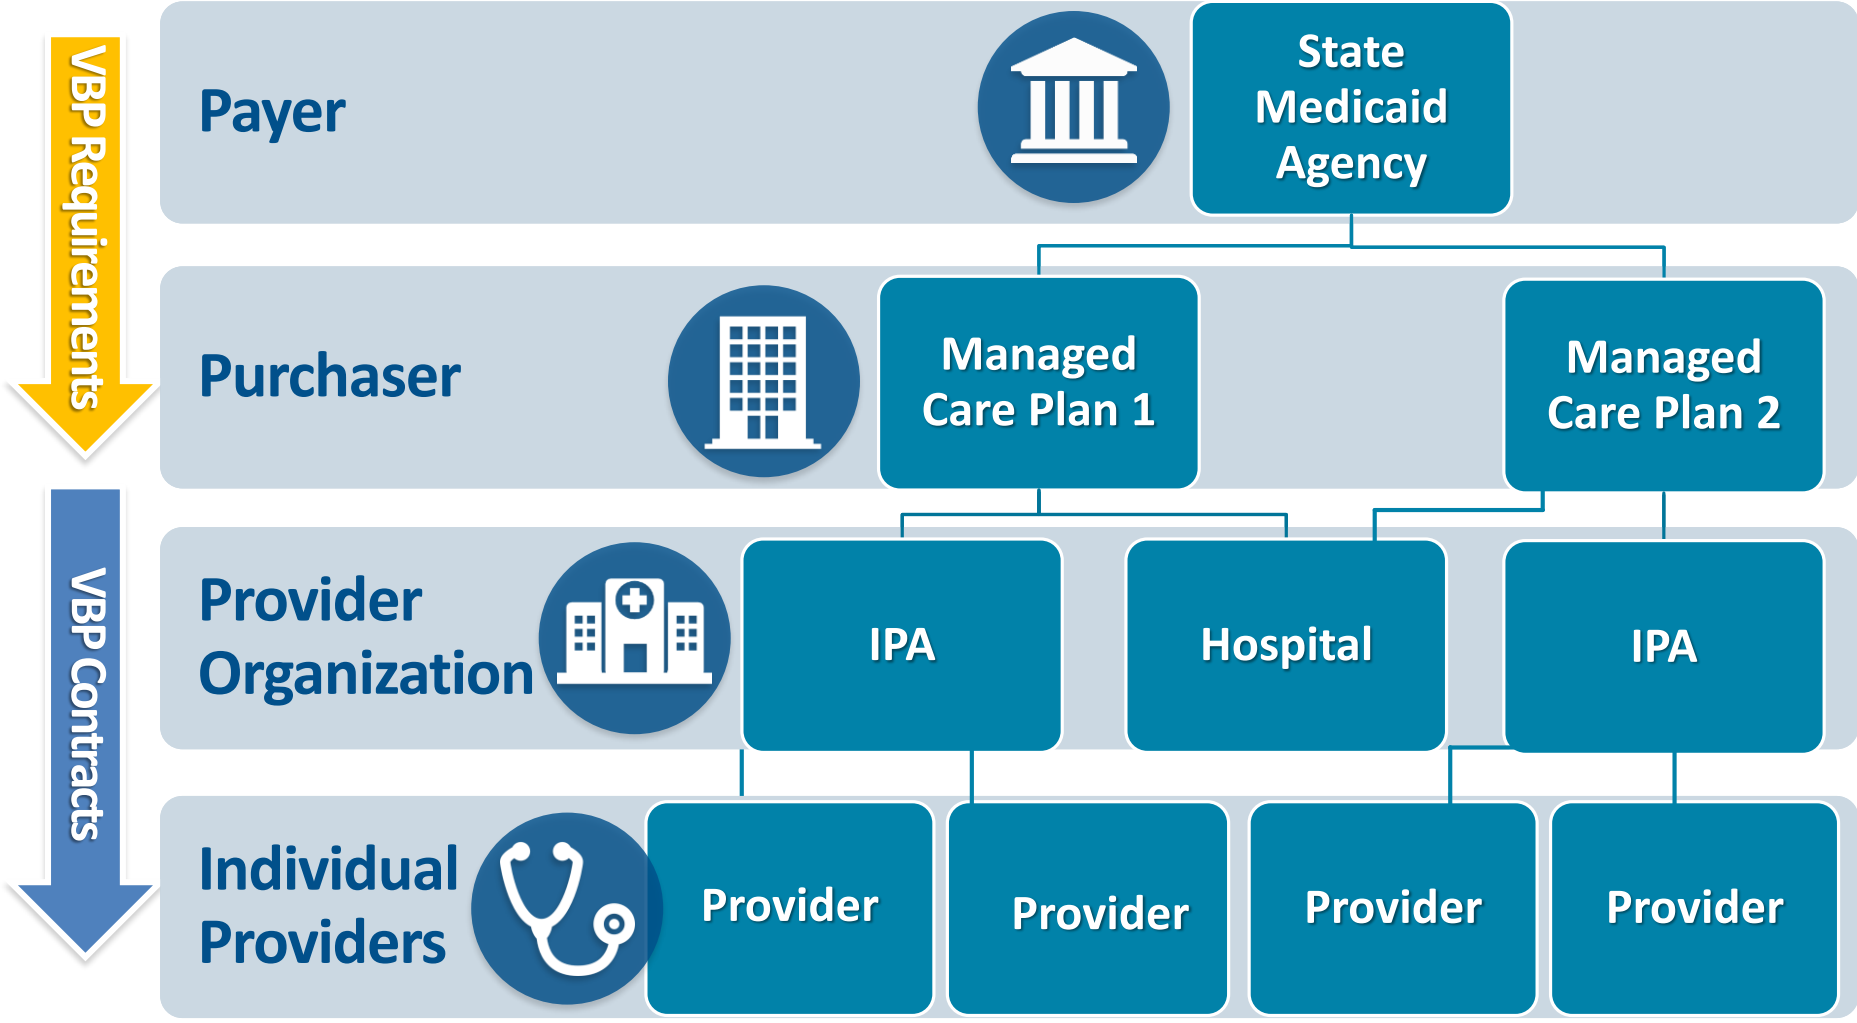 VBP Requirements
VBP Contracts
Payer
State
Medicaid
Agency
Purchaser
Managed
Care Plan 1
Managed
Care Plan 2
Provider
Organization
IPA
Hospital
IPA
Individual
Providers
Provider
Provider
Provider
Provider